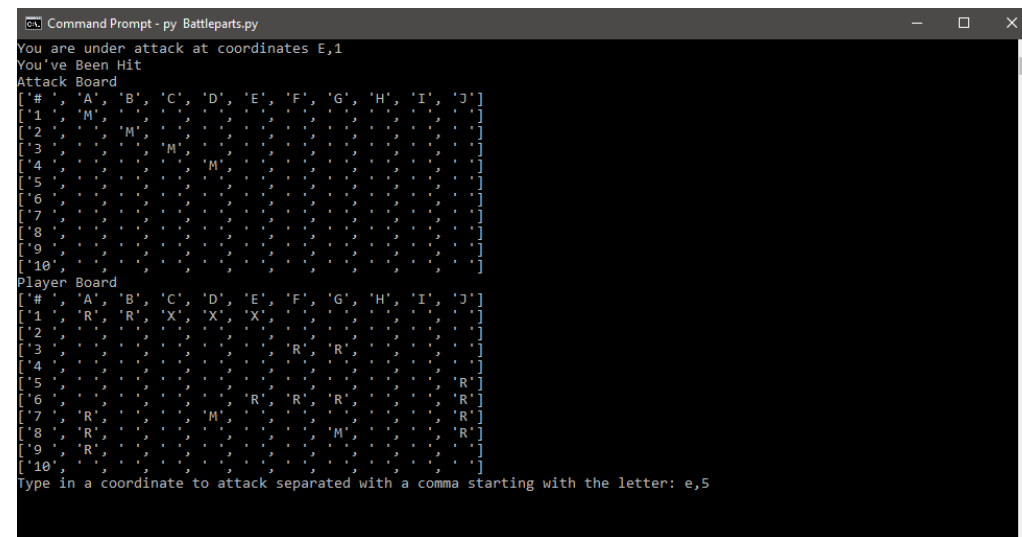 Command Prompt - py Battleparts.py
You are under attack at coordinates E,1
You've Been Hit
Attack Board
['# ', 'A', 'B', 'C', 'D', 'E', 'F', 'G', 'H', 'I', 'J']
['1 ', 'M', ' ', ' ', ' ', ' ', ' ', ' ', ' ', ' ', ' ']
['2 ', ' ', 'M', ' ', ' ', ' ', ' ', ' ', ' ', ' ', ' ']
['3 ', ' ', ' ', 'M', ' ', ' ', ' ', ' ', ' ', ' ', ' ']
['4 ', ' ', ' ', ' ', 'M', ' ', ' ', ' ', ' ', ' ', ' ']
['5 ', ' ', ' ', ' ', ' ', ' ', ' ', ' ', ' ', ' ', ' ']
['6 ', ' ', ' ', ' ', ' ', ' ', ' ', ' ', ' ', ' ', ' ']
['7 ', ' ', ' ', ' ', ' ', ' ', ' ', ' ', ' ', ' ', ' ']
['8 ', ' ', ' ', ' ', ' ', ' ', ' ', ' ', ' ', ' ', ' ']
['9 ', ' ', ' ', ' ', ' ', ' ', ' ', ' ', ' ', ' ', ' ']
['10', ' ', ' ', ' ', ' ', ' ', ' ', ' ', ' ', ' ', ' ']
Player Board
['# ', 'A', 'B', 'C', 'D', 'E', 'F', 'G', 'H', 'I', 'J']
['1 ', 'R', 'R', 'X', 'X', 'X', ' ', ' ', ' ', ' ', ' ']
['2 ', ' ', ' ', ' ', ' ', ' ', ' ', ' ', ' ', ' ', ' ']
['3 ', ' ', ' ', ' ', ' ', ' ', 'R', 'R', ' ', ' ', ' ']
['4 ', ' ', ' ', ' ', ' ', ' ', ' ', ' ', ' ', ' ', ' ']
['5 ', ' ', ' ', ' ', ' ', ' ', ' ', ' ', ' ', ' ', 'R']
['6 ', ' ', ' ', ' ', ' ', 'R', 'R', 'R', ' ', ' ', 'R']
['7 ', 'R', ' ', ' ', 'M', ' ', ' ', ' ', ' ', ' ', 'R']
['8 ', 'R', ' ', ' ', ' ', ' ', ' ', 'M', ' ', ' ', 'R']
['9 ', 'R', ' ', ' ', ' ', ' ', ' ', ' ', ' ', ' ', ' ']
['10', ' ', ' ', ' ', ' ', ' ', ' ', ' ', ' ', ' ', ' ']
Type in a coordinate to attack separated with a comma starting with the letter: e,5